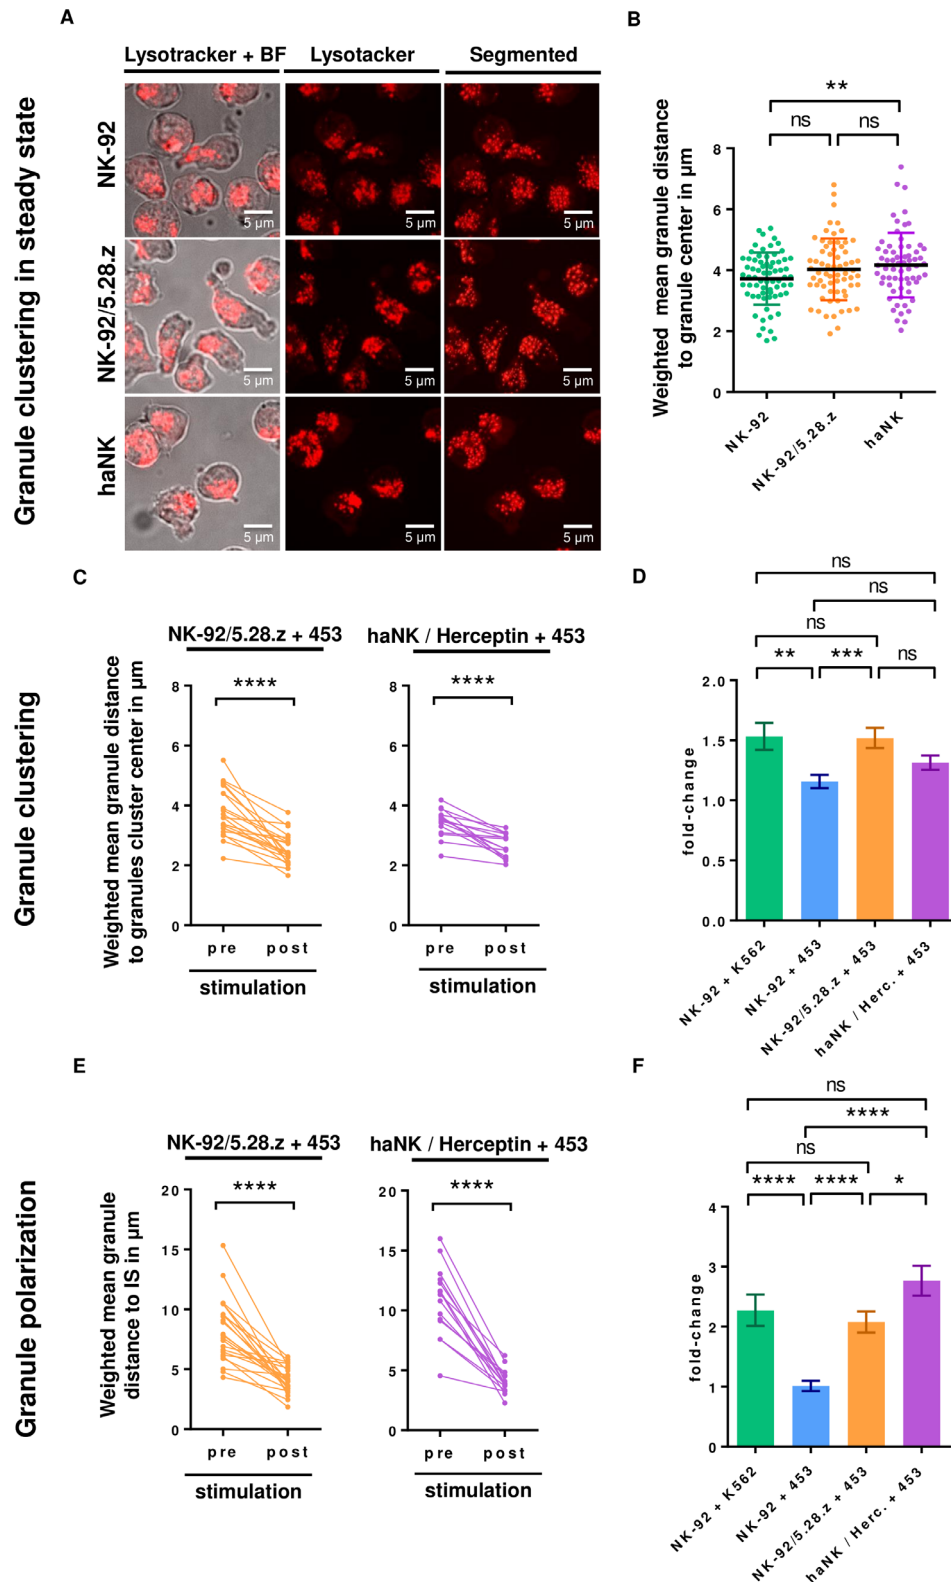 A
B
Lysotracker + BF
Lysotacker
Segmented
Granule clustering in steady state
NK-92
5 µm
5 µm
5 µm
NK-92/5.28.z
5 µm
5 µm
5 µm
haNK
5 µm
5 µm
5 µm
**
ns
ns
Weighted mean granule distance
to granule center in µm
8
6
4
2
0
NK-92
NK-92/5.28.z
haNK
C
D
Granule clustering
NK-92/5.28.z + 453
haNK / Herceptin + 453
****
****
Weighted mean granule distance
to granules cluster center in µm
8
6
4
2
0
pre
post
stimulation
8
6
4
2
0
pre
post
stimulation
ns
ns
ns
**
***
ns
fold-change
2.0
1.5
1.0
0.5
0.0
NK-92 + K562
NK-92 + 453
NK-92/5.28.z + 453
haNK / Herc. + 453
E
F
Granule polarization
NK-92/5.28.z + 453
haNK / Herceptin + 453
****
****
Weighted mean granule
distance to IS in µm
20
15
10
5
0
pre
post
stimulation
20
15
10
5
0
pre
post
stimulation
ns
****
ns
****
****
*
fold-change
4
3
2
1
0
NK-92 + K562
NK-92 + 453
NK-92/5.28.z + 453
haNK / Herc. + 453